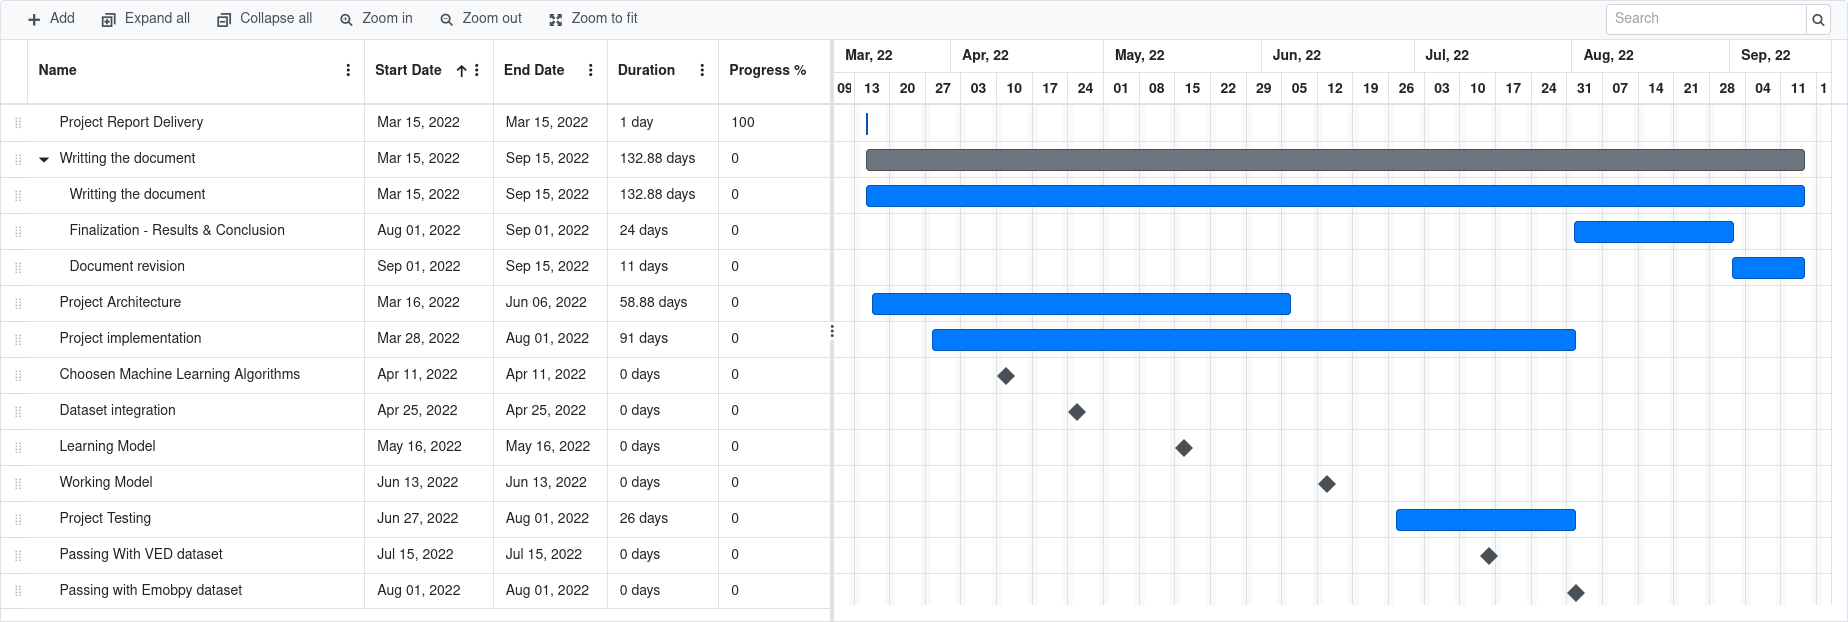 Add Expand all Collapse all Zoom in Zoom out Zoom to fit Search
Name Start Date End Date Duration Progress %
Mar, 22 Apr, 22 May, 22 Jun, 22 Jul, 22 Aug, 22 Sep, 22
09 13 20 27 03 10 17 24 01 08 15 22 29 05 12 19 26 03 10 17 24 31 07 14 21 28 04 11 1
Project Report Delivery Mar 15, 2022 Mar 15, 2022 1 day 100
Writting the document Mar 15, 2022 Sep 15, 2022 132.88 days 0
Writting the document Mar 15, 2022 Sep 15, 2022 132.88 days 0
Finalization - Results & Conclusion Aug 01, 2022 Sep 01, 2022 24 days 0
Document revision Sep 01, 2022 Sep 15, 2022 11 days 0
Project Architecture Mar 16, 2022 Jun 06, 2022 58.88 days 0
Project implementation Mar 28, 2022 Aug 01, 2022 91 days 0
Choosen Machine Learning Algorithms Apr 11, 2022 Apr 11, 2022 0 days 0
Dataset integration Apr 25, 2022 Apr 25, 2022 0 days 0
Learning Model May 16, 2022 May 16, 2022 0 days 0
Working Model Jun 13, 2022 Jun 13, 2022 0 days 0
Project Testing Jun 27, 2022 Aug 01, 2022 26 days 0
Passing With VED dataset Jul 15, 2022 Jul 15, 2022 0 days 0
Passing with Emobpy dataset Aug 01, 2022 Aug 01, 2022 0 days 0